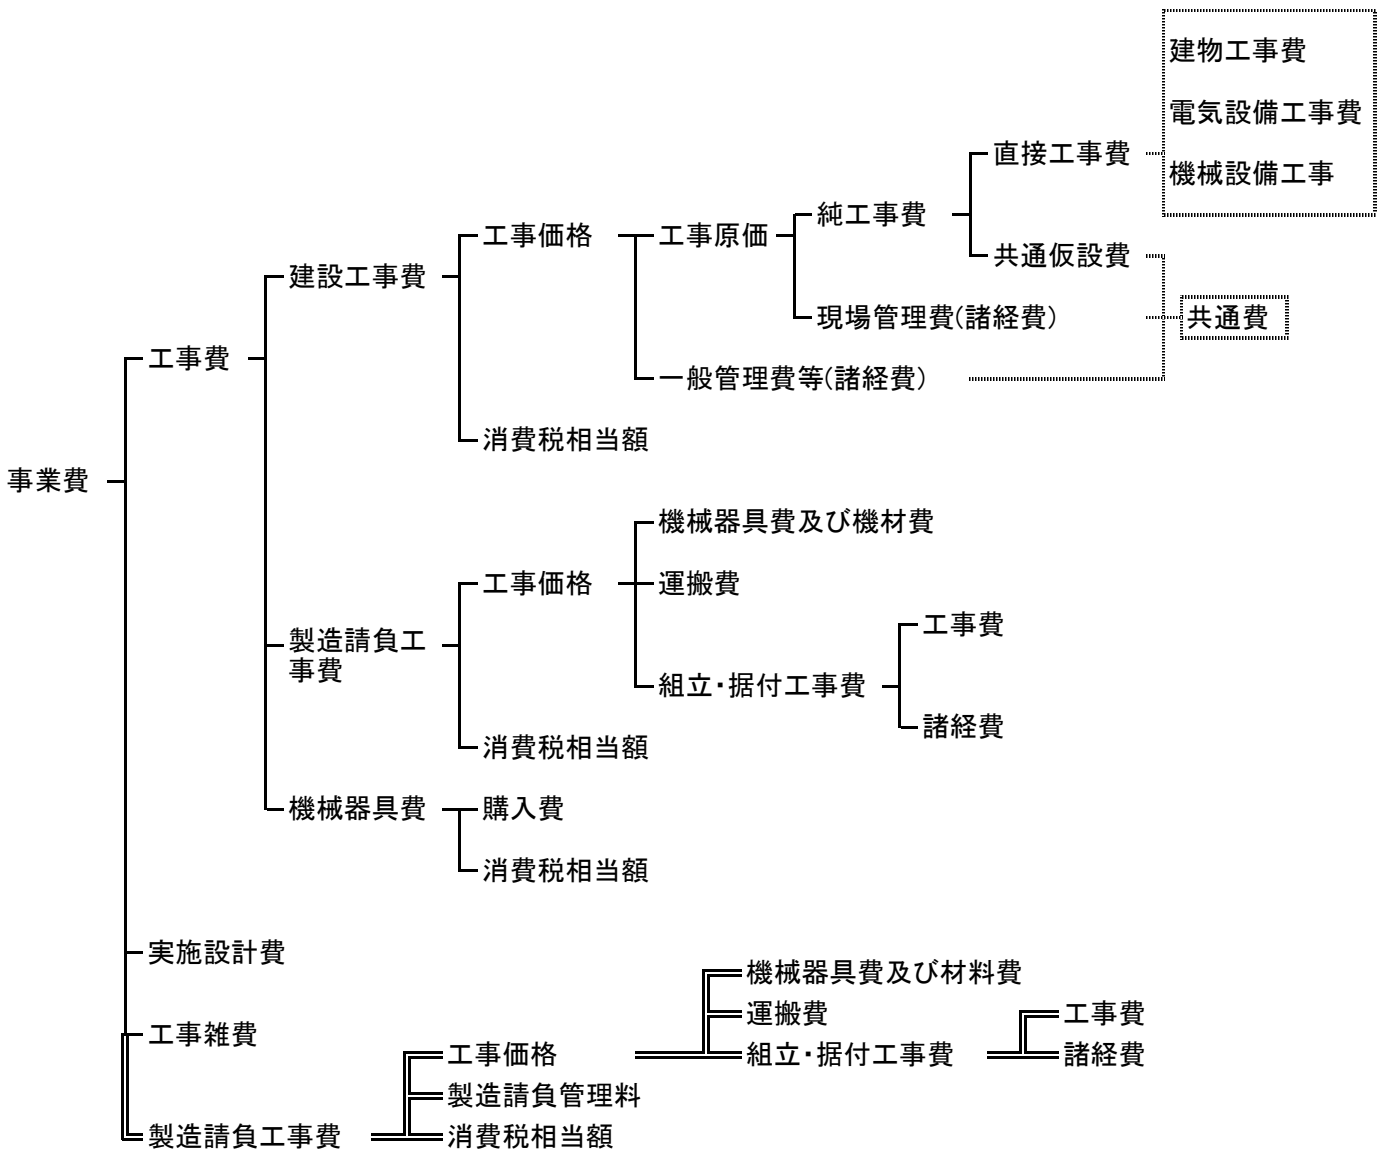 建物工事費
電気設備工事費
直接工事費
機械設備工事
純工事費
工事価格
工事原価
共通仮設費
建設工事費
現場管理費(諸経費)
共通費
工事費
一般管理費等(諸経費)
消費税相当額
事業費
機械器具費及び機材費
工事価格
運搬費
工事費
製造請負工
事費
組立・据付工事費
諸経費
消費税相当額
機械器具費
購入費
消費税相当額
実施設計費
機械器具費及び材料費
運搬費
工事費
工事雑費
工事価格
組立・据付工事費
諸経費
製造請負管理料
製造請負工事費
消費税相当額